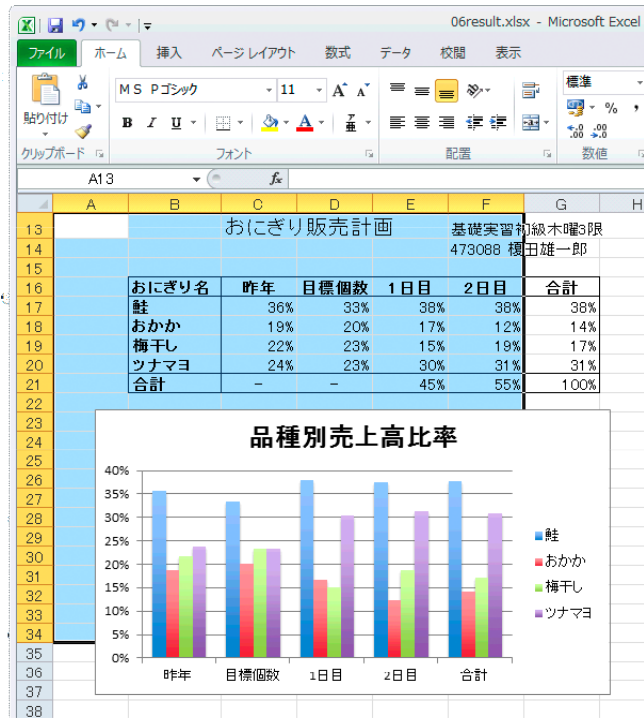 06result.xlsx - Microsoft Excel
ファイル ホーム 挿入 ページ レイアウト 数式 データ 校閲 表示
貼り付け
MS Pゴシック 11 A A 標準
B I U A 亜 % ,
クリップボード フォント 配置 数値
A13 fx
A B C D E F G H
13 おにぎり販売計画 基礎実習初級木曜3限
14 473088 榎田雄一郎
15
16 おにぎり名 昨年 目標個数 1日目 2日目 合計
17 鮭 36% 33% 38% 38% 38%
18 おかか 19% 20% 17% 12% 14%
19 梅干し 22% 23% 15% 19% 17%
20 ツナマヨ 24% 23% 30% 31% 31%
21 合計 － － 45% 55% 100%
22
23
24
25
26
27
28
29
30
31
32
33
34
35
36
37
38
品種別売上高比率
40%
35%
30%
25%
20%
15%
10%
5%
0%
昨年 目標個数 1日目 2日目 合計
鮭
おかか
梅干し
ツナマヨ